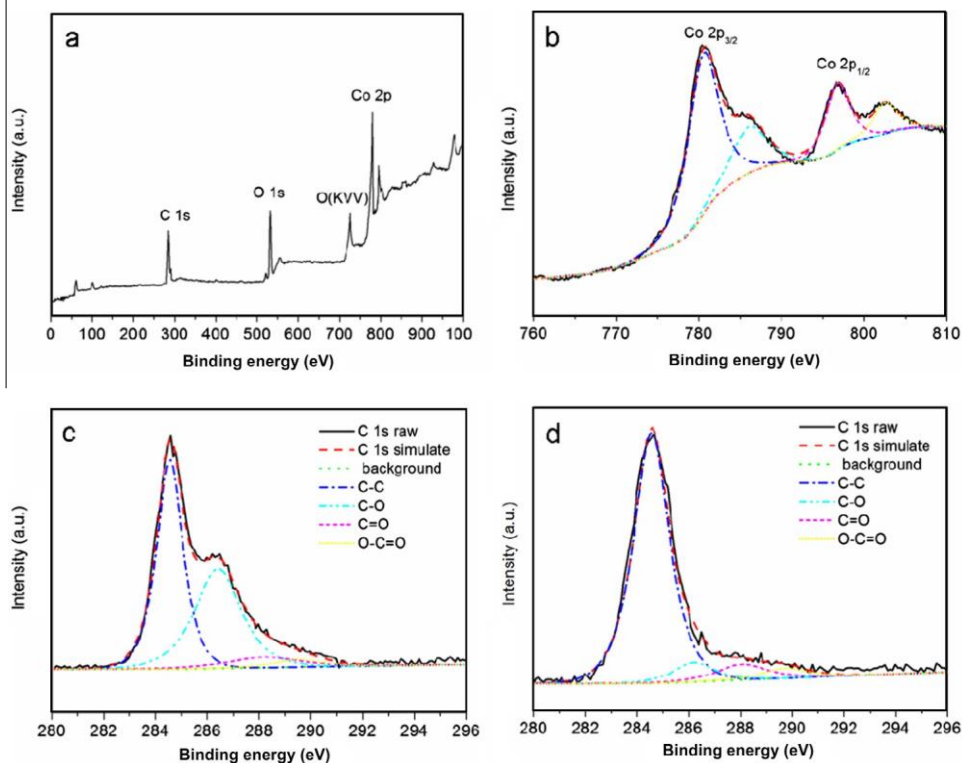 a
Intensity (a.u.)
C 1s
O 1s
O(KVV)
Co 2p
0 100 200 300 400 500 600 700 800 900 100
Binding energy (eV)
b
Intensity (a.u.)
Co 2p3/2
Co 2p1/2
760 770 780 790 800 810
Binding energy (eV)
c
Intensity (a.u.)
C 1s raw
C 1s simulate
background
C-C
C-O
C=O
O-C=O
280 282 284 286 288 290 292 294 296
Binding energy (eV)
d
Intensity (a.u.)
C 1s raw
C 1s simulate
background
C-C
C-O
C=O
O-C=O
280 282 284 286 288 290 292 294 296
Binding energy (eV)